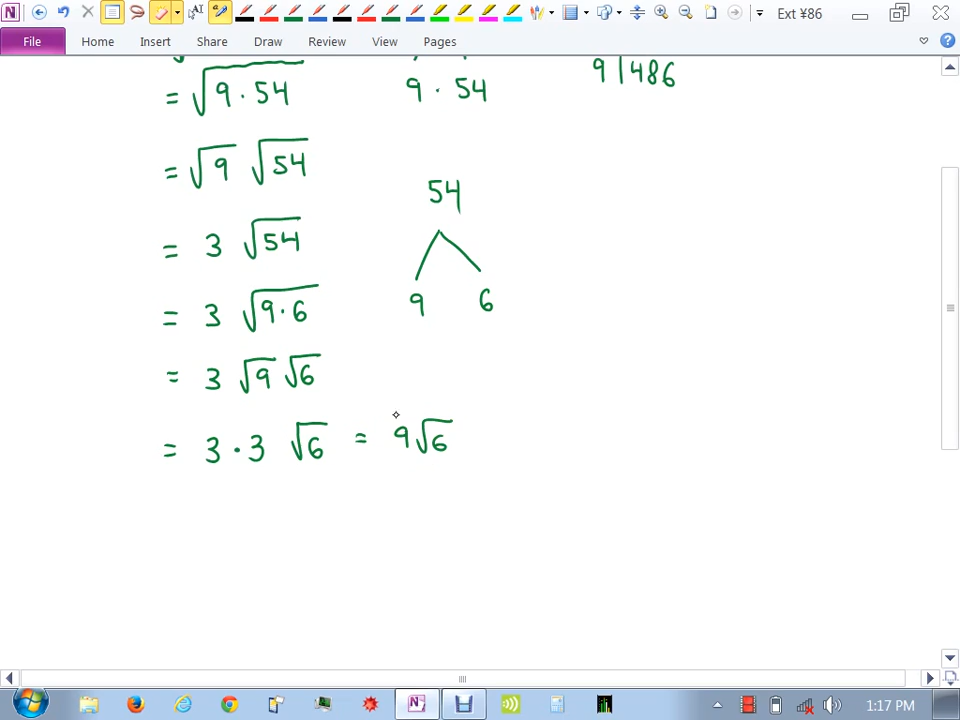 Ext ¥86
File Home Insert Share Draw Review View Pages
= √9 · 54
9 · 54
9 486
= √9 √54
54
= 3 √54
9 6
= 3 √9·6
= 3 √9 √6
= 3 · 3 √6 = 9√6
1:17 PM